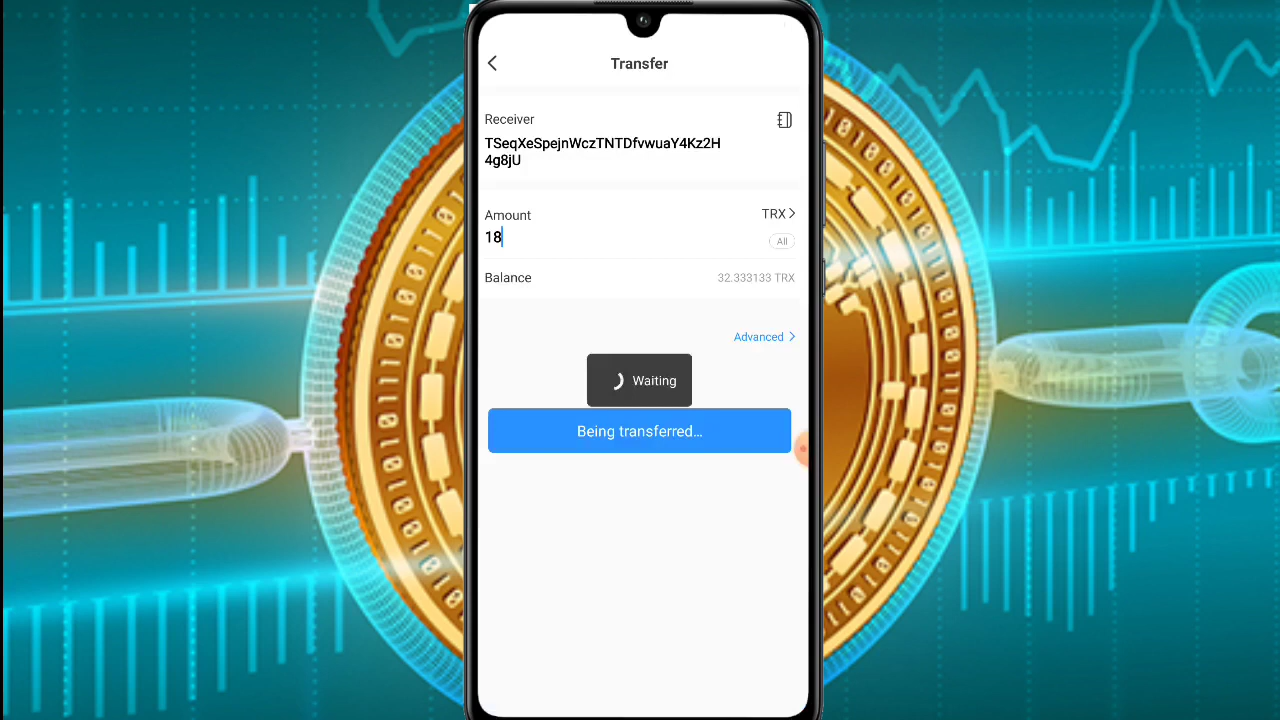 Transfer
Receiver
TSeqXeSpejnWczTNTDfvwuaY4Kz2H
4g8jU
Amount
TRX
18
All
Balance
32.333133 TRX
Advanced
Waiting
Being transferred...